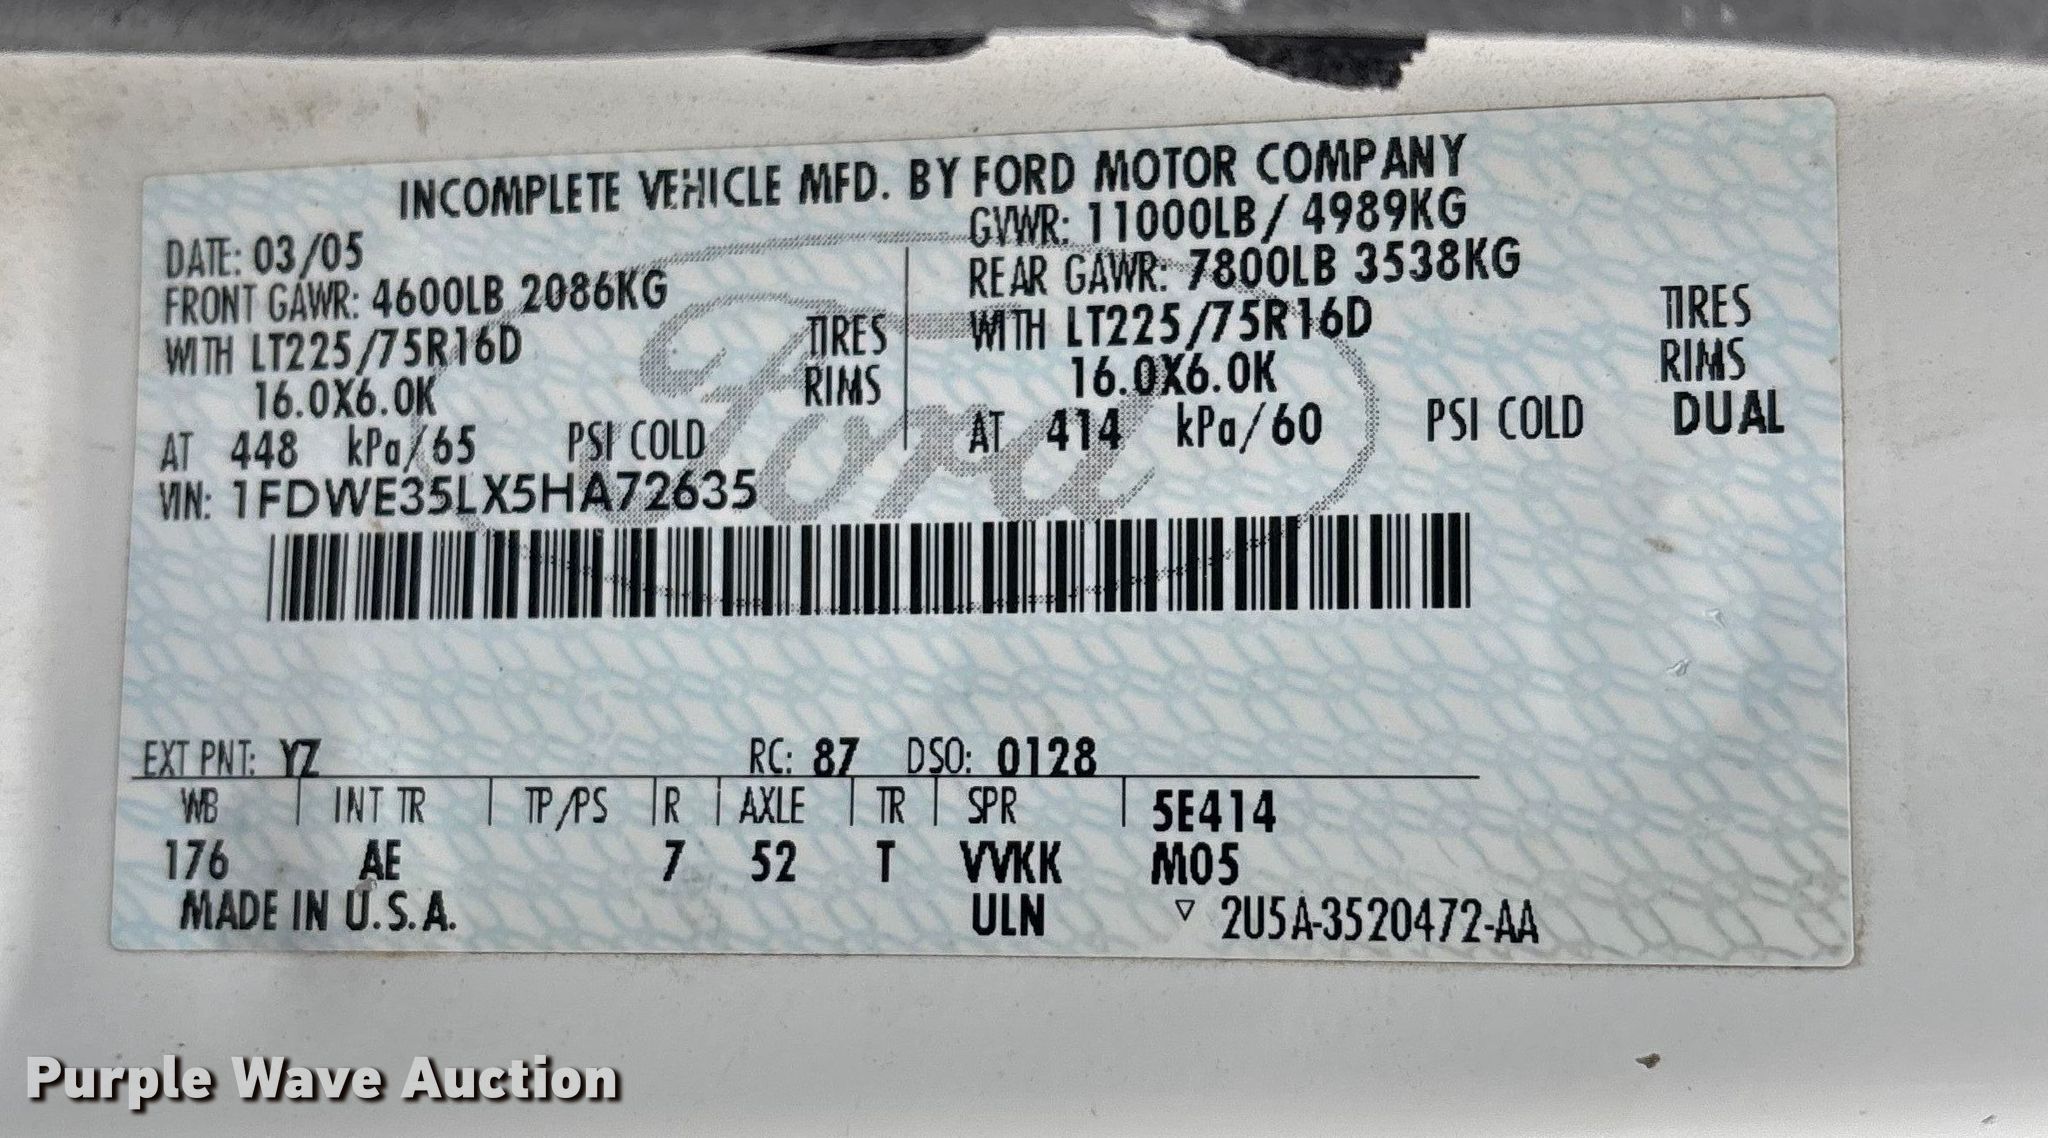 INCOMPLETE VEHICLE MFD. BY FORD MOTOR COMPANY
DATE: 03/05
GVWR: 11000LB/ 4989KG
FRONT GAWR: 4600LB 2086KG
REAR GAWR: 7800LB 3538KG
WITH LT225/75R16D TIRES
WITH LT225/75R16D TIRES
16.0X6.0K RIMS
16.0X6.0K RIMS
AT 448 kPa/65 PSI COLD
AT 414 kPa/60 PSI COLD DUAL
VIN: 1FDWE35LX5HA72635
Ford
EXT PNT: YZ RC: 87 DSO: 0128
WB | INT TR | TP/PS | R | AXLE | TR | SPR | 5E414
176 AE 7 52 T VVKK M05
MADE IN U.S.A. ULN ▽ 2U5A-3520472-AA
Purple Wave Auction